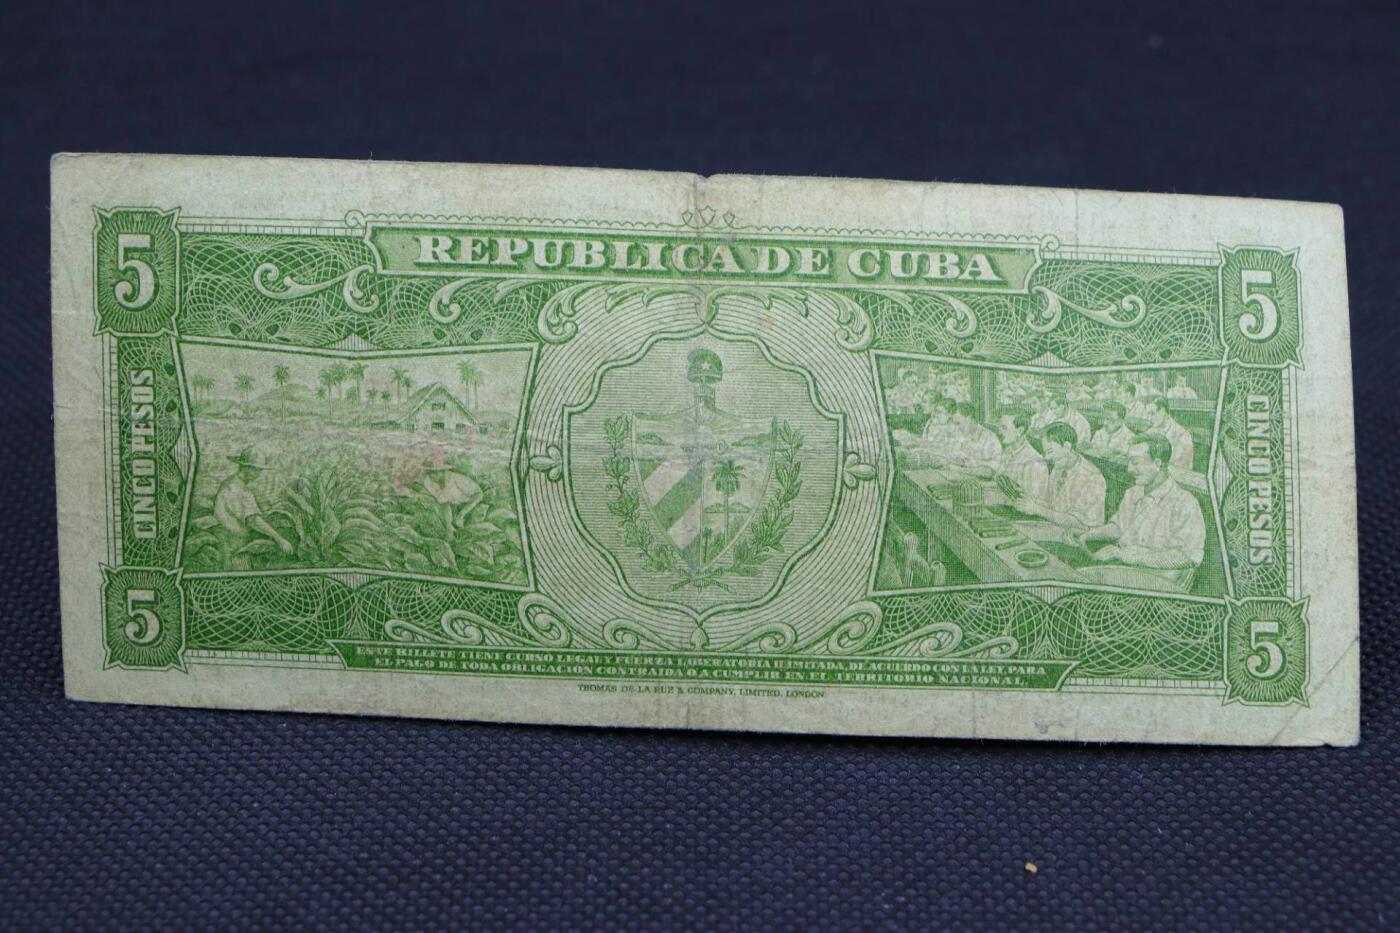 REPUBLICA DE CUBA
5
5
CINCO PESOS
CINCO PESOS
5
5
ESTE BILLETE TIENE CURSO LEGAL Y FUERZA LIBERATORIA ILIMITADA, DE ACUERDO CON LA LEY, PARA
EL PAGO DE TODA OBLIGACION CONTRAIDA O A CUMPLIR EN EL TERRITORIO NACIONAL.
THOMAS DE LA RUE & COMPANY, LIMITED, LONDON